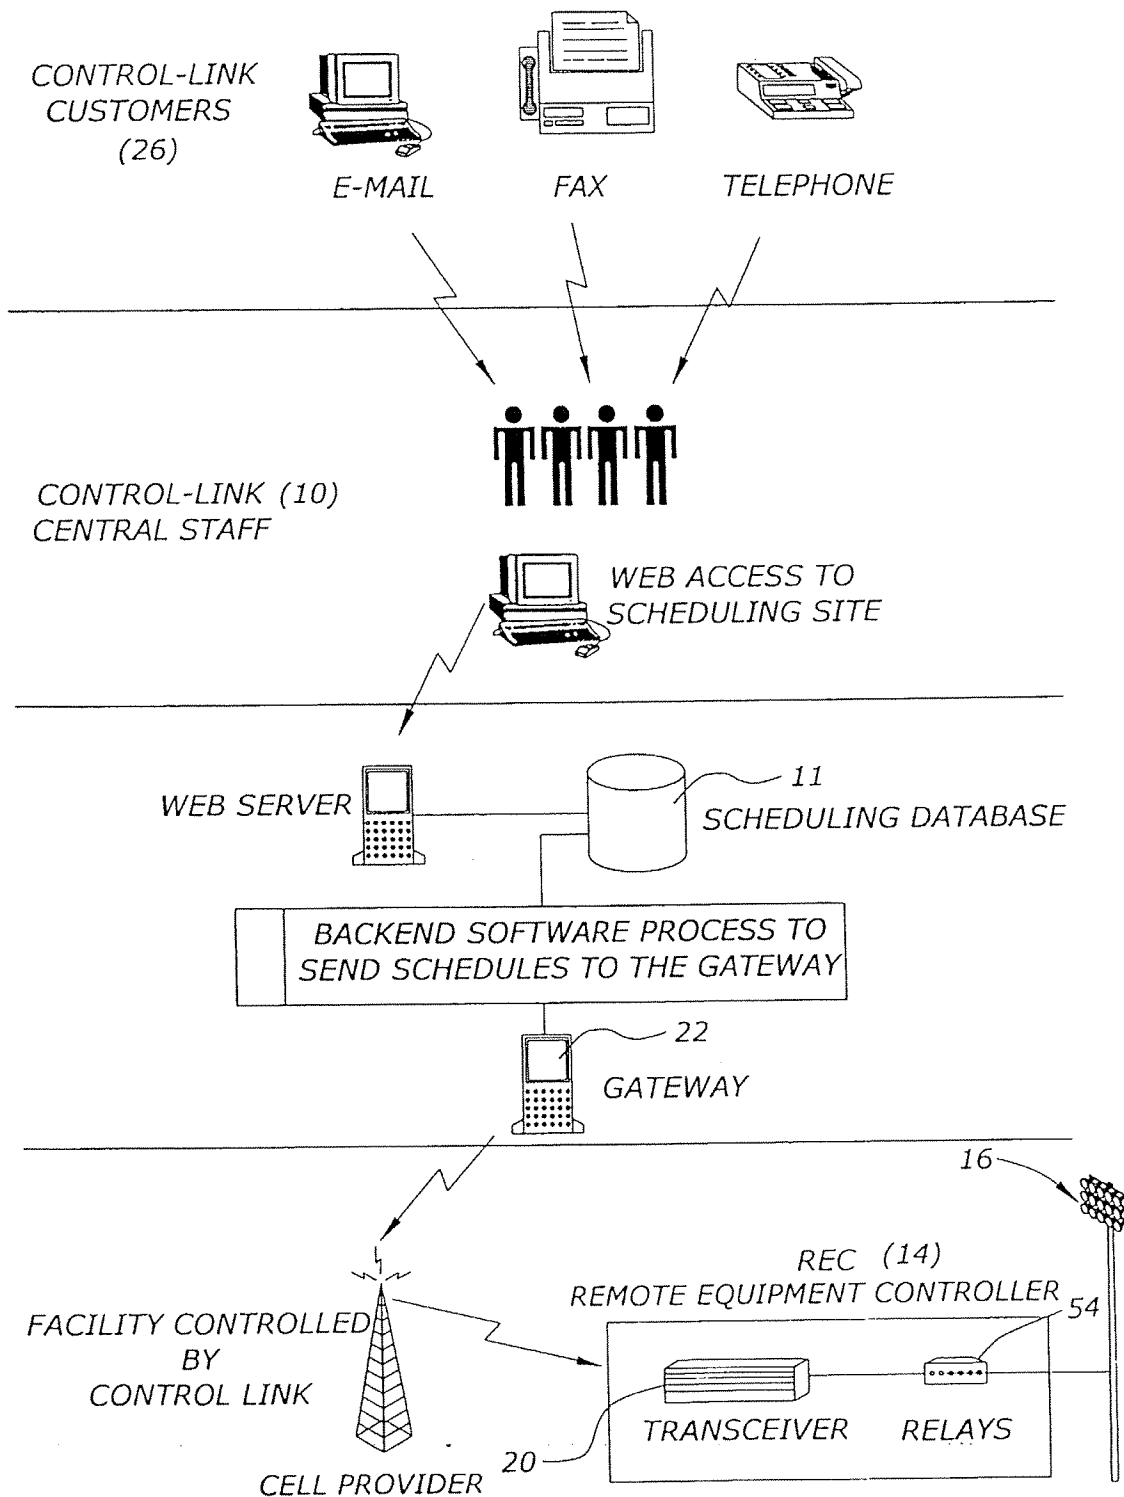 CONTROL-LINK
CUSTOMERS
(26)
E-MAIL
FAX
TELEPHONE
CONTROL-LINK (10)
CENTRAL STAFF
WEB ACCESS TO
SCHEDULING SITE
WEB SERVER
11
SCHEDULING DATABASE
BACKEND SOFTWARE PROCESS TO
SEND SCHEDULES TO THE GATEWAY
22
GATEWAY
16
REC (14)
REMOTE EQUIPMENT CONTROLLER
54
FACILITY CONTROLLED
BY
CONTROL LINK
TRANSCEIVER
RELAYS
20
CELL PROVIDER